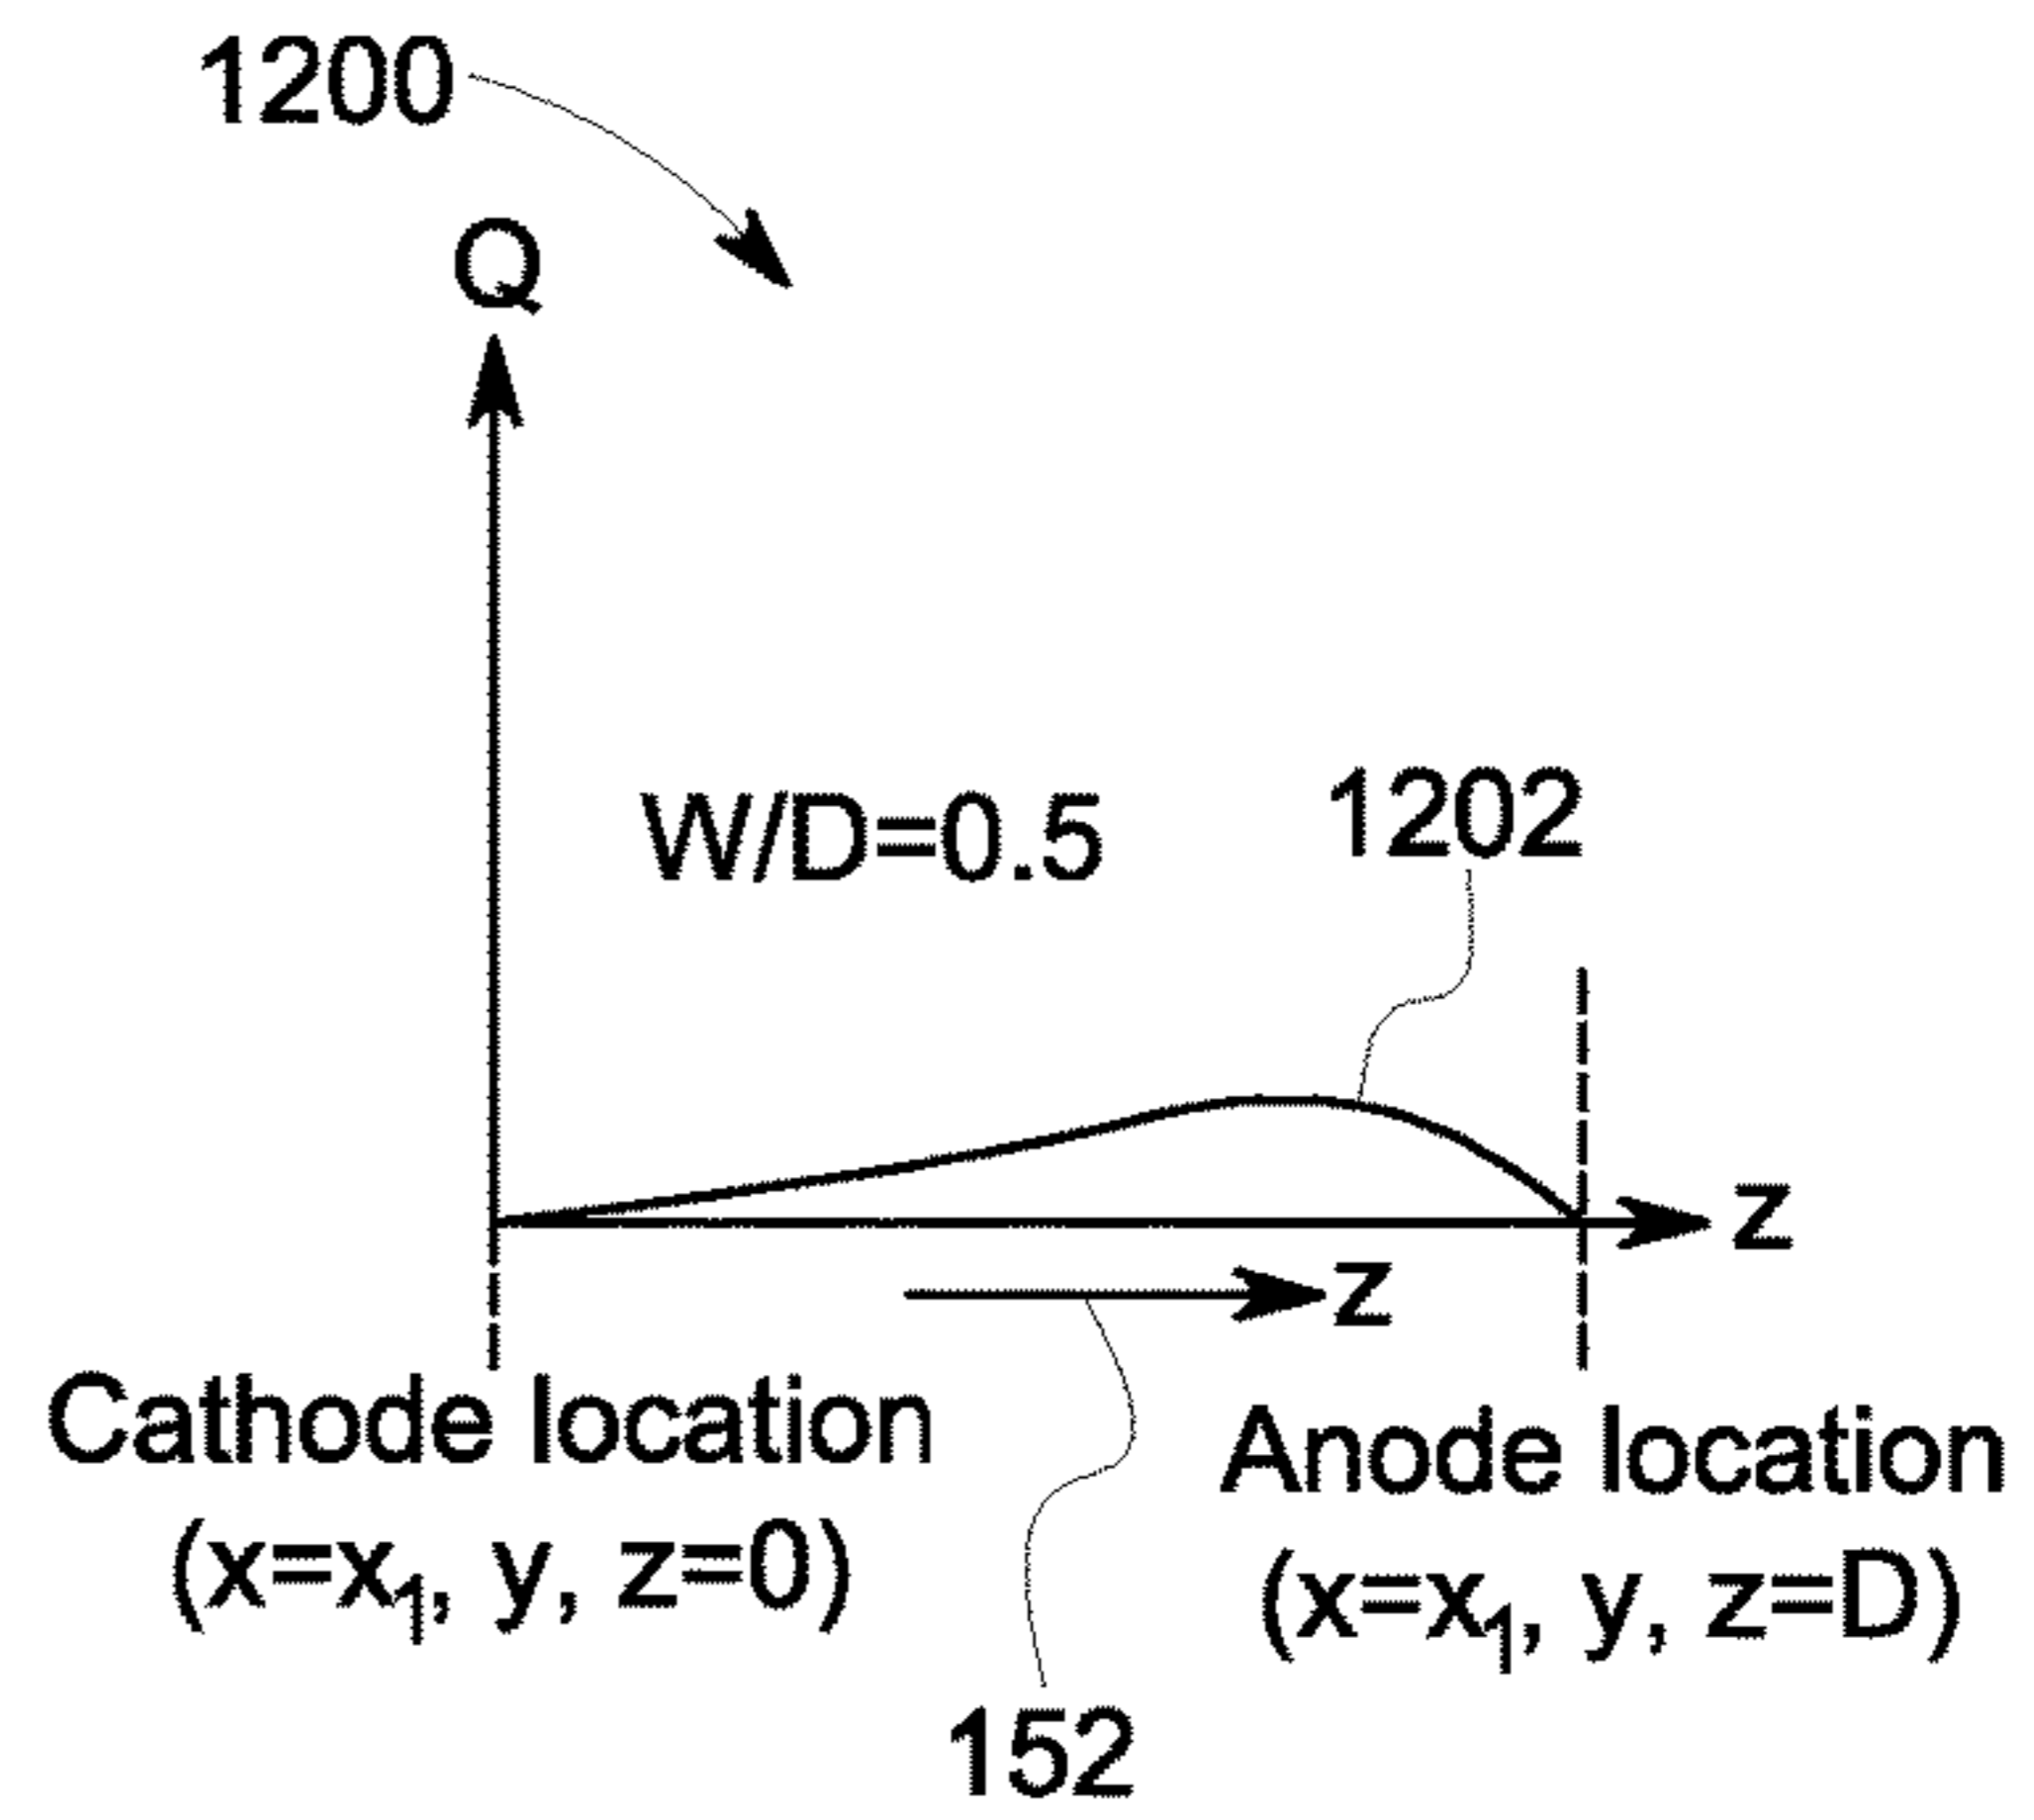 1200
Q
W/D=0.5
1202
z
z
Cathode location
(x=x₁, y, z=0)
Anode location
(x=x₁, y, z=D)
152